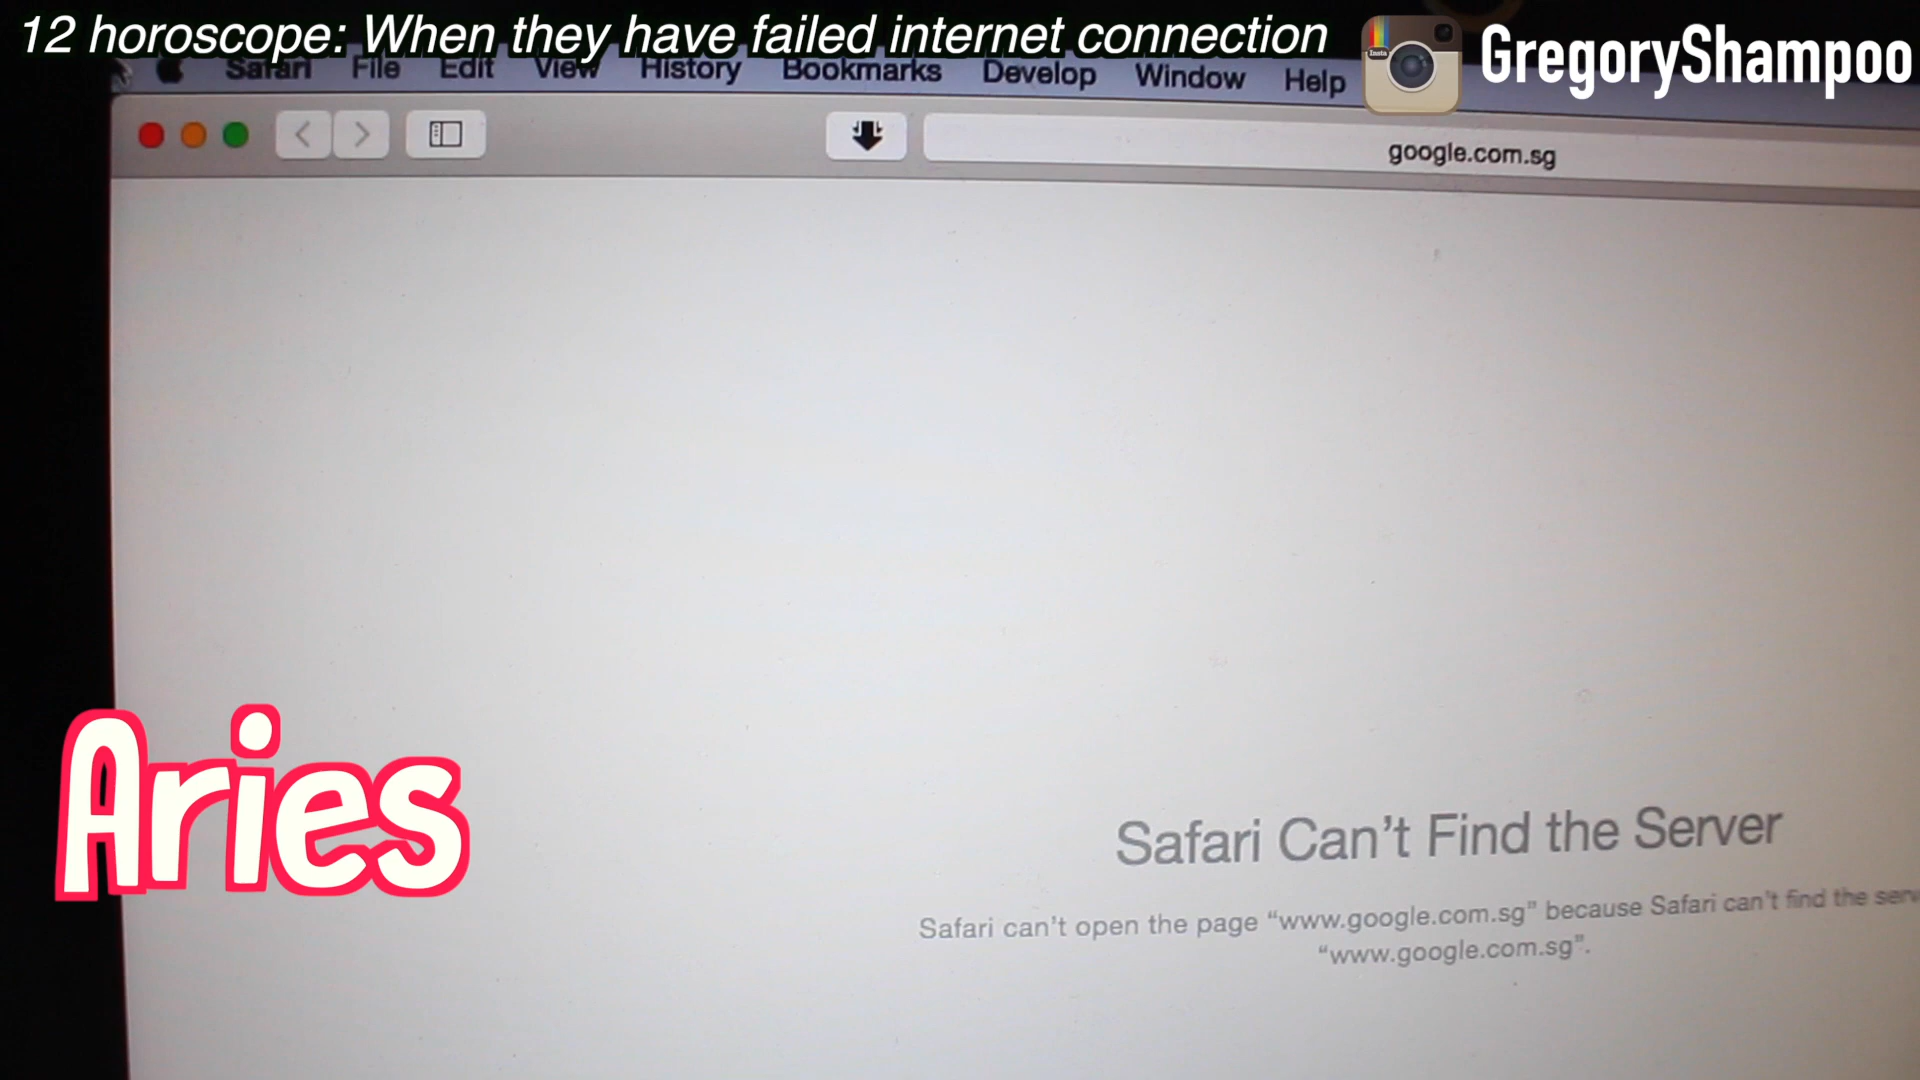 12 horoscope: When they have failed internet connection
Insta
GregoryShampoo
Safari File Edit View History Bookmarks Develop Window Help
google.com.sg
Aries
Safari Can't Find the Server
Safari can't open the page “www.google.com.sg” because Safari can't find the
“www.google.com.sg”.